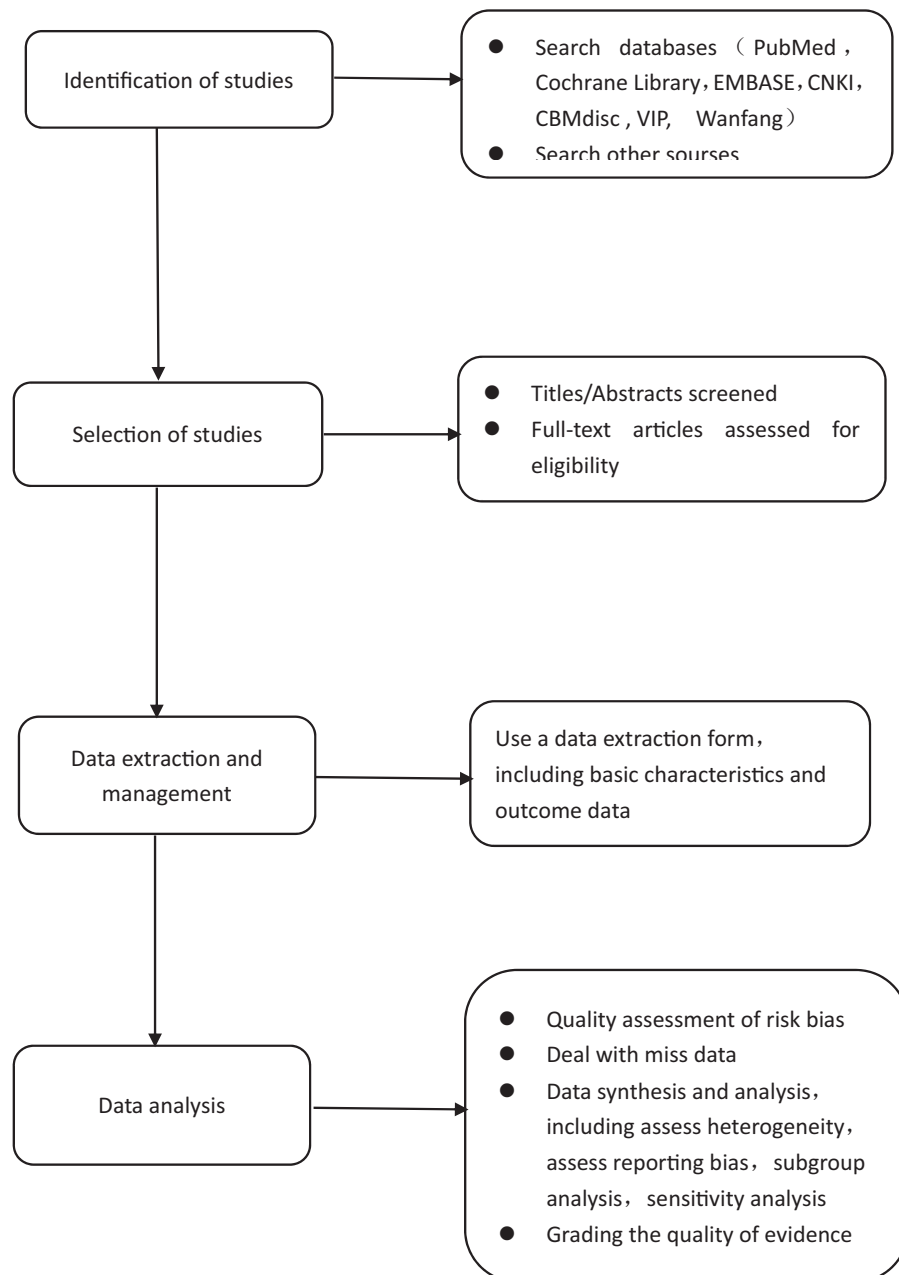 Identification of studies
● Search databases （ PubMed ，
Cochrane Library，EMBASE，CNKI，
CBMdisc , VIP, Wanfang）
● Search other sourses
Selection of studies
● Titles/Abstracts screened
● Full-text articles assessed for
eligibility
Data extraction and
management
Use a data extraction form，
including basic characteristics and
outcome data
Data analysis
● Quality assessment of risk bias
● Deal with miss data
● Data synthesis and analysis，
including assess heterogeneity，
assess reporting bias，subgroup
analysis，sensitivity analysis
● Grading the quality of evidence